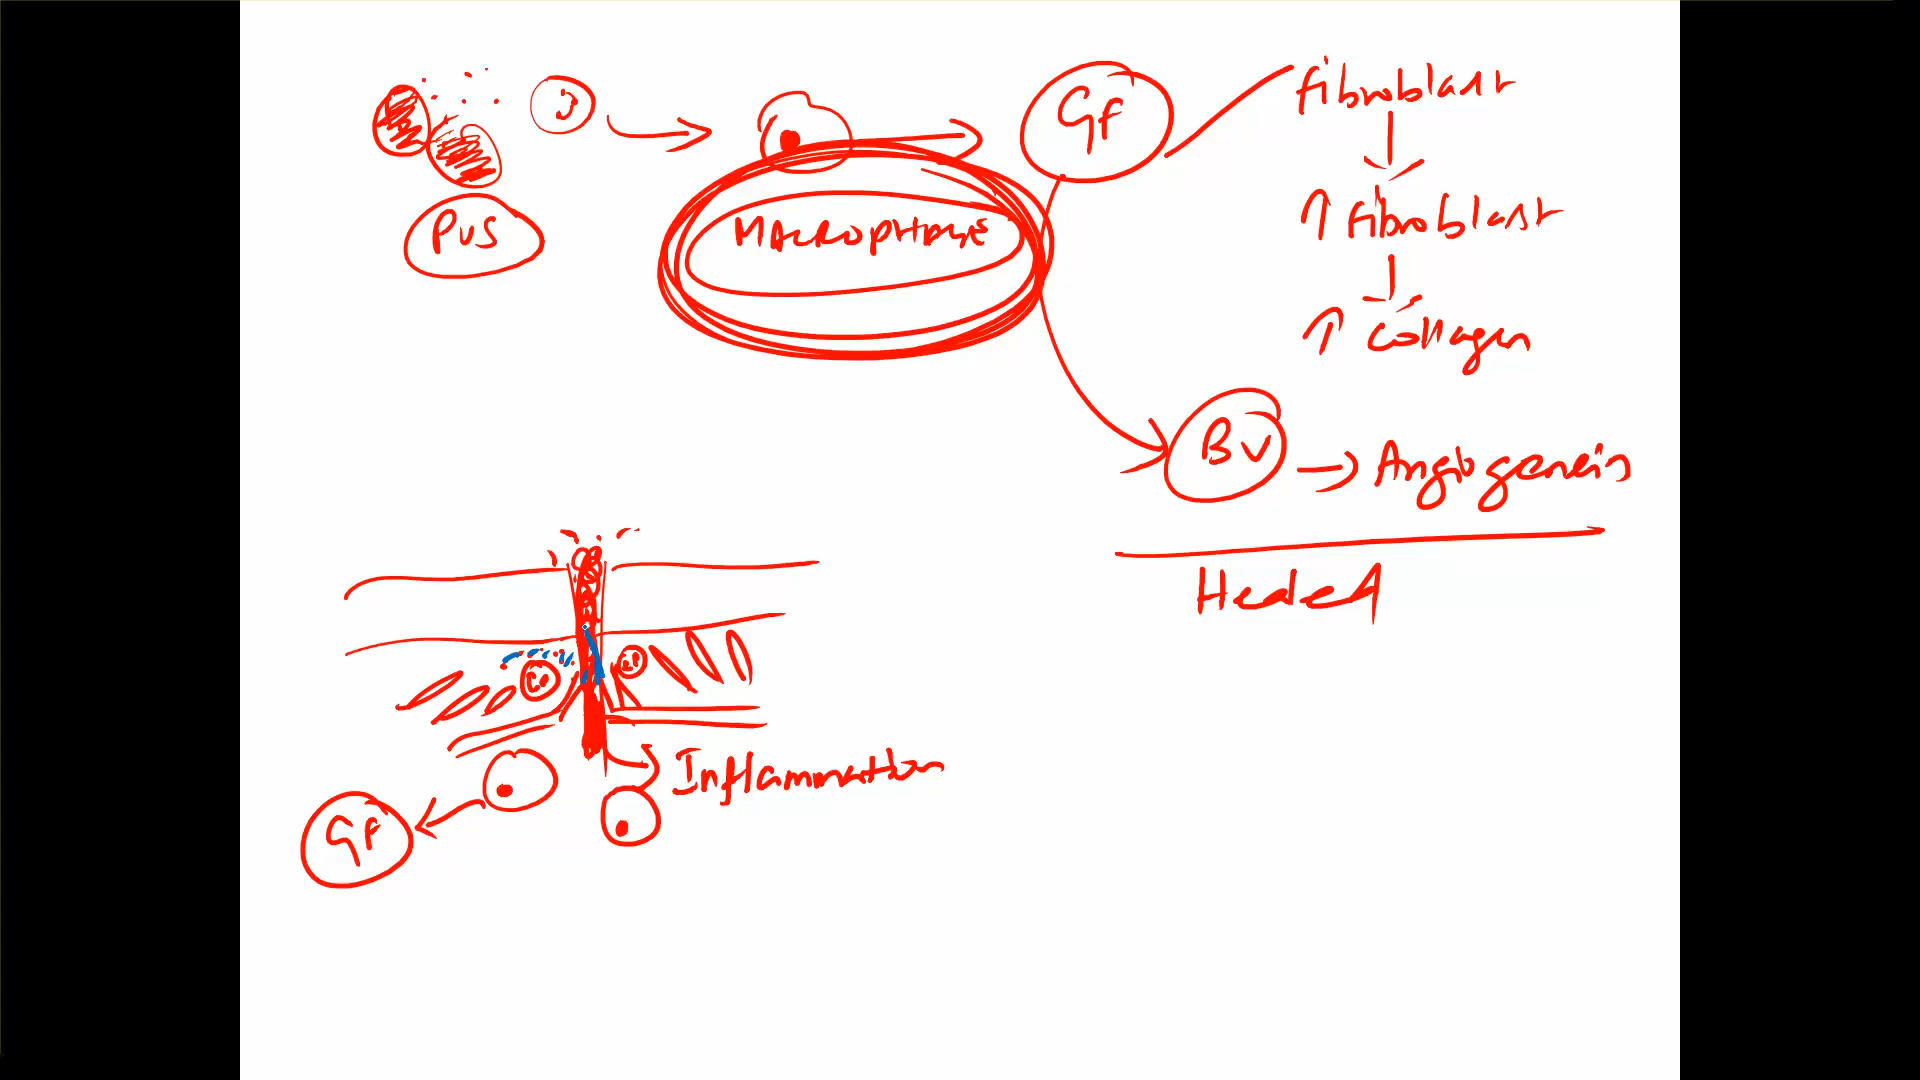 PUS
MACROPHAGE
GF
fibroblast
↑ fibroblast
↑ collagen
BV → Angiogenesis
Healed
Inflammation
GF